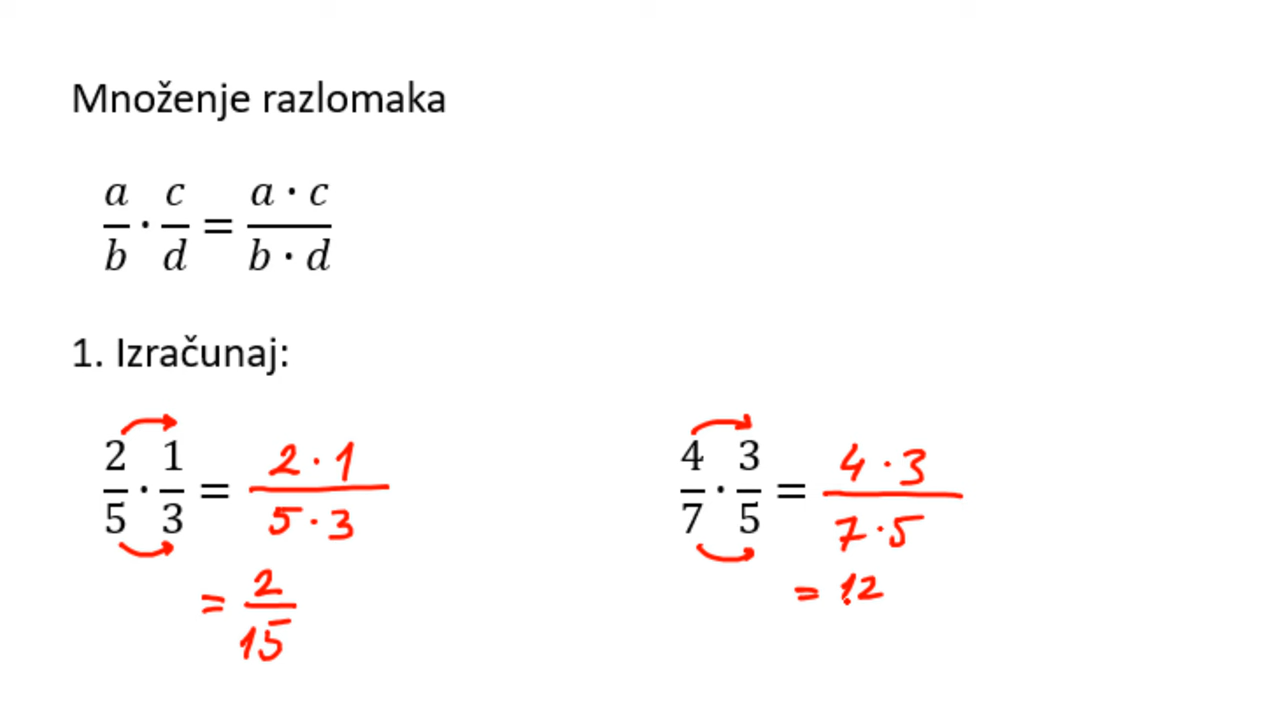 Množenje razlomaka
a/b · c/d = a · c / b · d
1. Izračunaj:
2/5 · 1/3 = 2 · 1 / 5 · 3
= 2/15
4/7 · 3/5 = 4 · 3 / 7 · 5
= 12